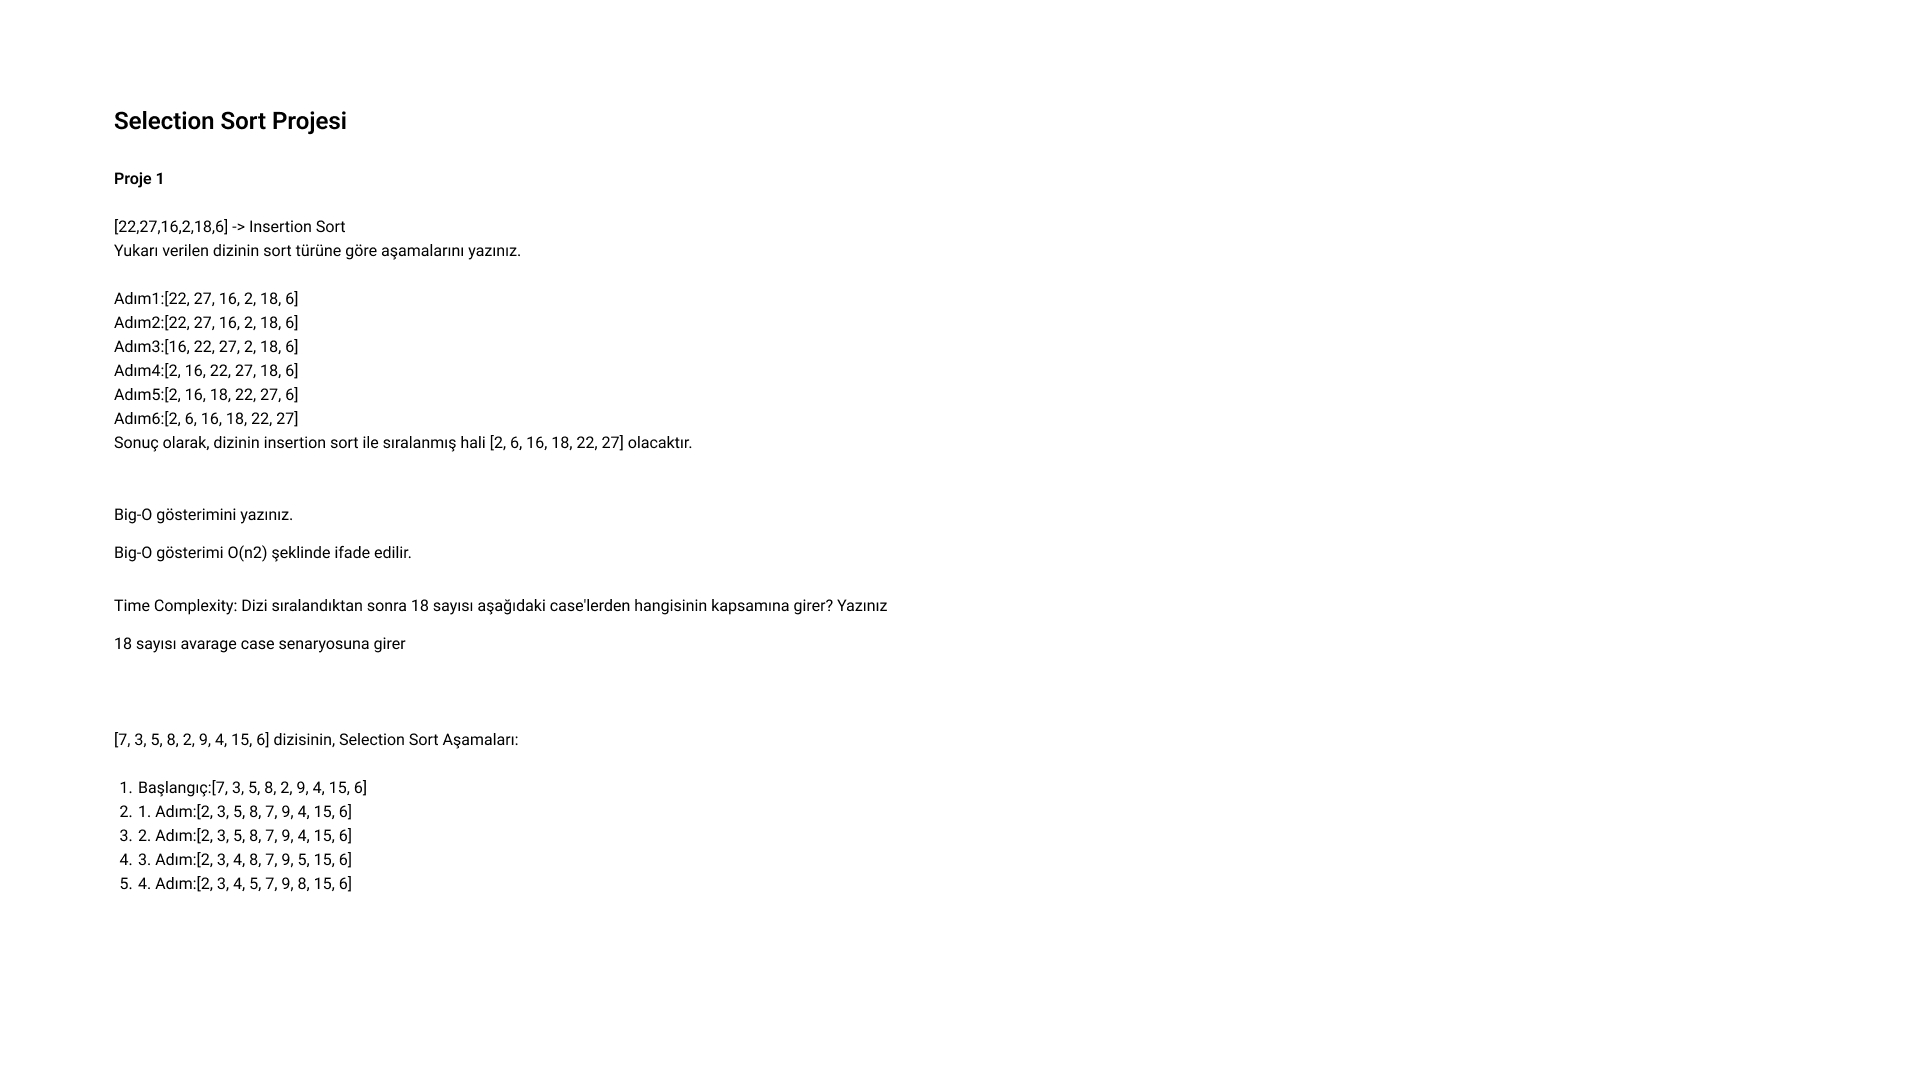 Selection Sort Projesi
Proje 1
[22,27,16,2,18,6] -> Insertion Sort
Yukarı verilen dizinin sort türüne göre aşamalarını yazınız.
Adım1:[22, 27, 16, 2, 18, 6]
Adım2:[22, 27, 16, 2, 18, 6]
Adım3:[16, 22, 27, 2, 18, 6]
Adım4:[2, 16, 22, 27, 18, 6]
Adım5:[2, 16, 18, 22, 27, 6]
Adım6:[2, 6, 16, 18, 22, 27]
Sonuç olarak, dizinin insertion sort ile sıralanmış hali [2, 6, 16, 18, 22, 27] olacaktır.
Big-O gösterimini yazınız.
Big-O gösterimi O(n2) şeklinde ifade edilir.
Time Complexity: Dizi sıralandıktan sonra 18 sayısı aşağıdaki case'lerden hangisinin kapsamına girer? Yazınız
18 sayısı avarage case senaryosuna girer
[7, 3, 5, 8, 2, 9, 4, 15, 6] dizisinin, Selection Sort Aşamaları:
1. Başlangıç:[7, 3, 5, 8, 2, 9, 4, 15, 6]
2. 1. Adım:[2, 3, 5, 8, 7, 9, 4, 15, 6]
3. 2. Adım:[2, 3, 5, 8, 7, 9, 4, 15, 6]
4. 3. Adım:[2, 3, 4, 8, 7, 9, 5, 15, 6]
5. 4. Adım:[2, 3, 4, 5, 7, 9, 8, 15, 6]